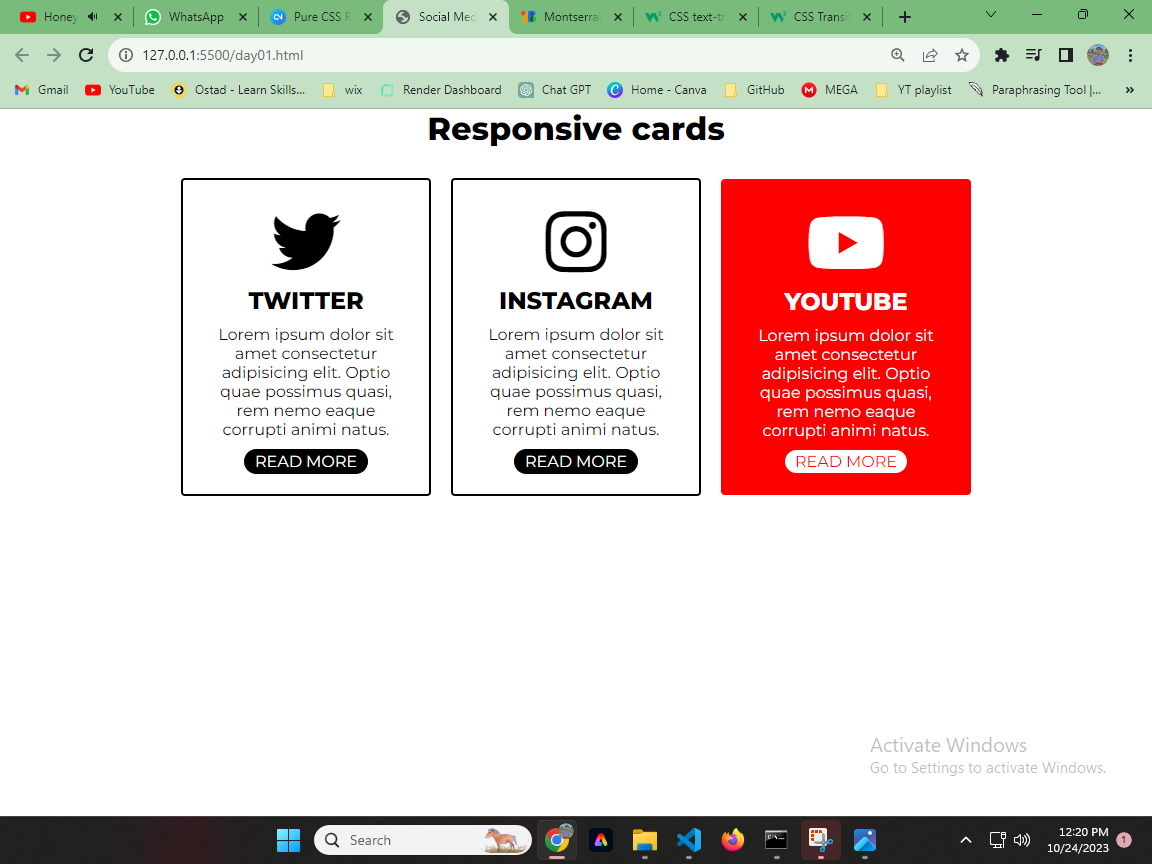 Honey
WhatsApp
Pure CSS R
Social Med
Montserrat
CSS text-tr
CSS Transit
127.0.0.1:5500/day01.html
Gmail
YouTube
Ostad - Learn Skills...
wix
Render Dashboard
Chat GPT
Home - Canva
GitHub
MEGA
YT playlist
Paraphrasing Tool |...
»
Responsive cards
TWITTER
Lorem ipsum dolor sit
amet consectetur
adipisicing elit. Optio
quae possimus quasi,
rem nemo eaque
corrupti animi natus.
READ MORE
INSTAGRAM
Lorem ipsum dolor sit
amet consectetur
adipisicing elit. Optio
quae possimus quasi,
rem nemo eaque
corrupti animi natus.
READ MORE
YOUTUBE
Lorem ipsum dolor sit
amet consectetur
adipisicing elit. Optio
quae possimus quasi,
rem nemo eaque
corrupti animi natus.
READ MORE
Activate Windows
Go to Settings to activate Windows.
Search
12:20 PM
10/24/2023
1